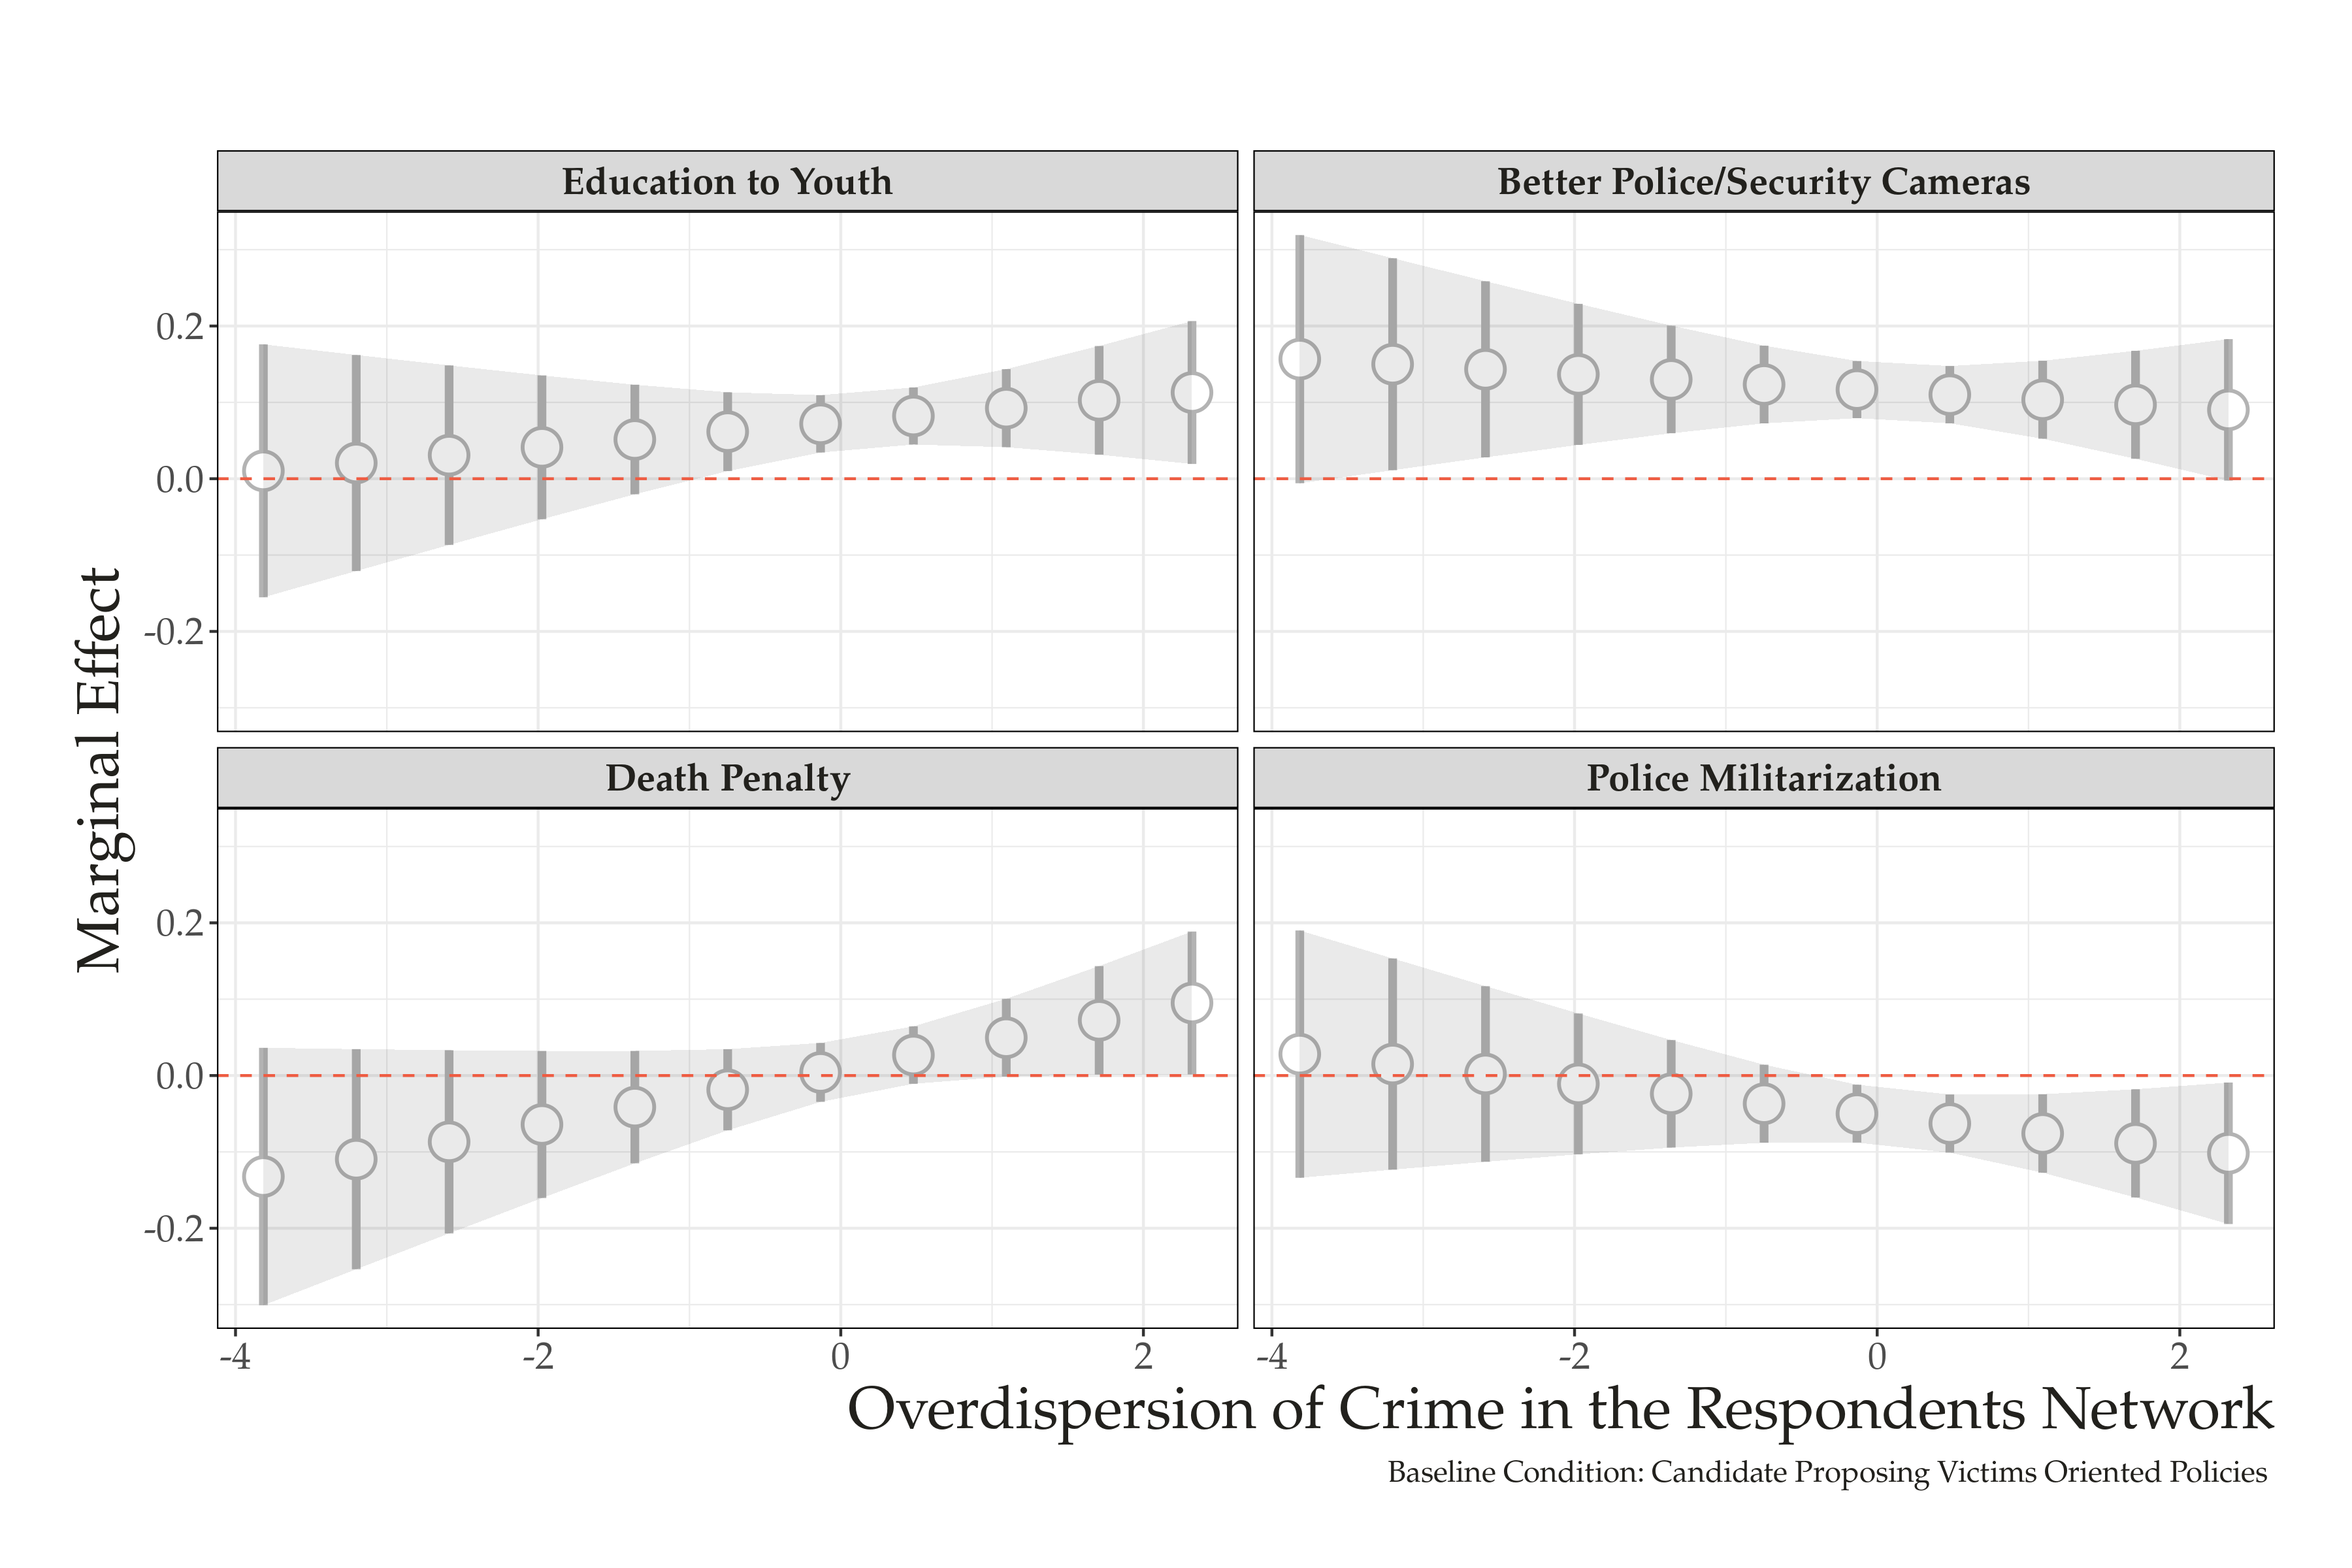 Education to Youth
Better Police/Security Cameras
0.2
0.0
-0.2
Marginal Effect
Death Penalty
Police Militarization
0.2
0.0
-0.2
-4 -2 0 2 -4 -2 0 2
Overdispersion of Crime in the Respondents Network
Baseline Condition: Candidate Proposing Victims Oriented Policies